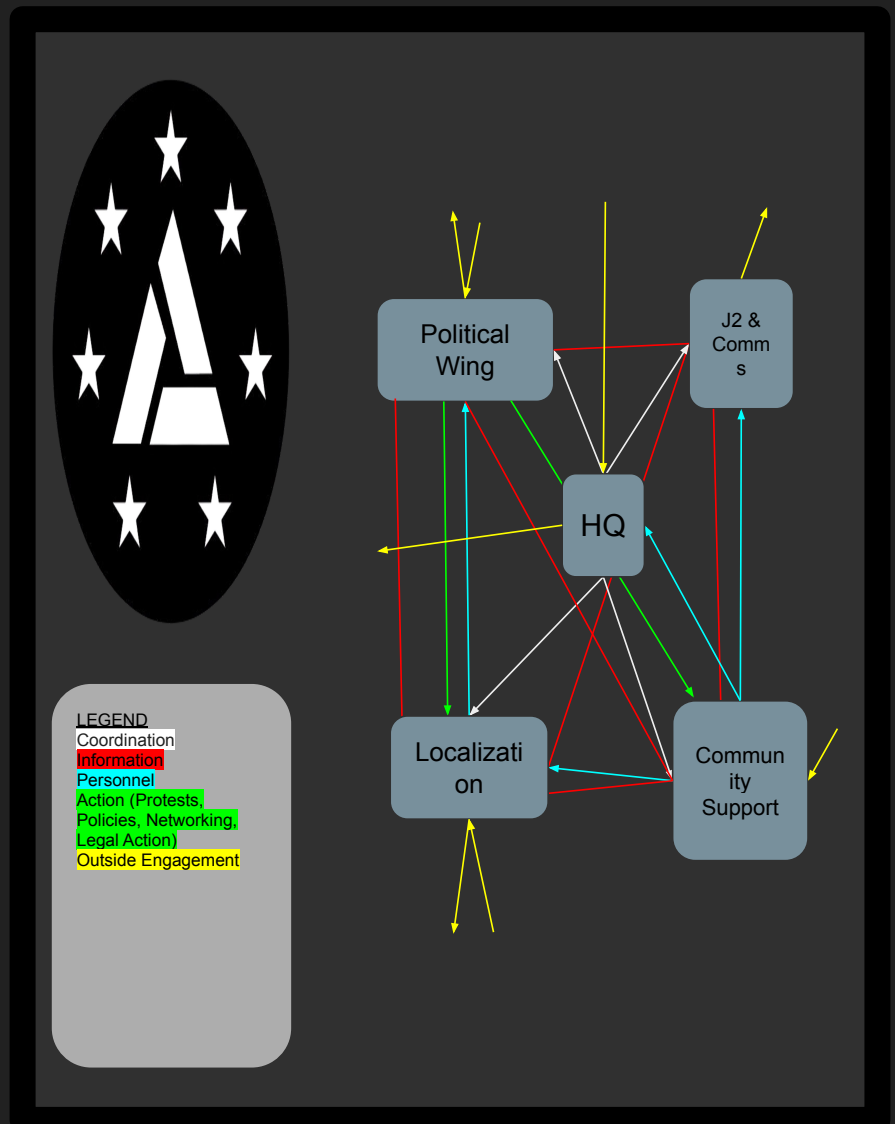 Political
Wing
J2 &
Comm
s
HQ
LEGEND
Coordination
Information
Personnel
Action (Protests,
Policies, Networking,
Legal Action)
Outside Engagement
Localizati
on
Commun
ity
Support